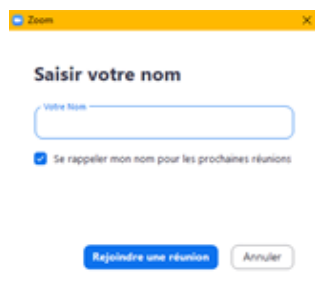 Zoom
Saisir votre nom
Votre Nom
Se rappeler mon nom pour les prochaines réunions
Rejoindre une réunion
Annuler